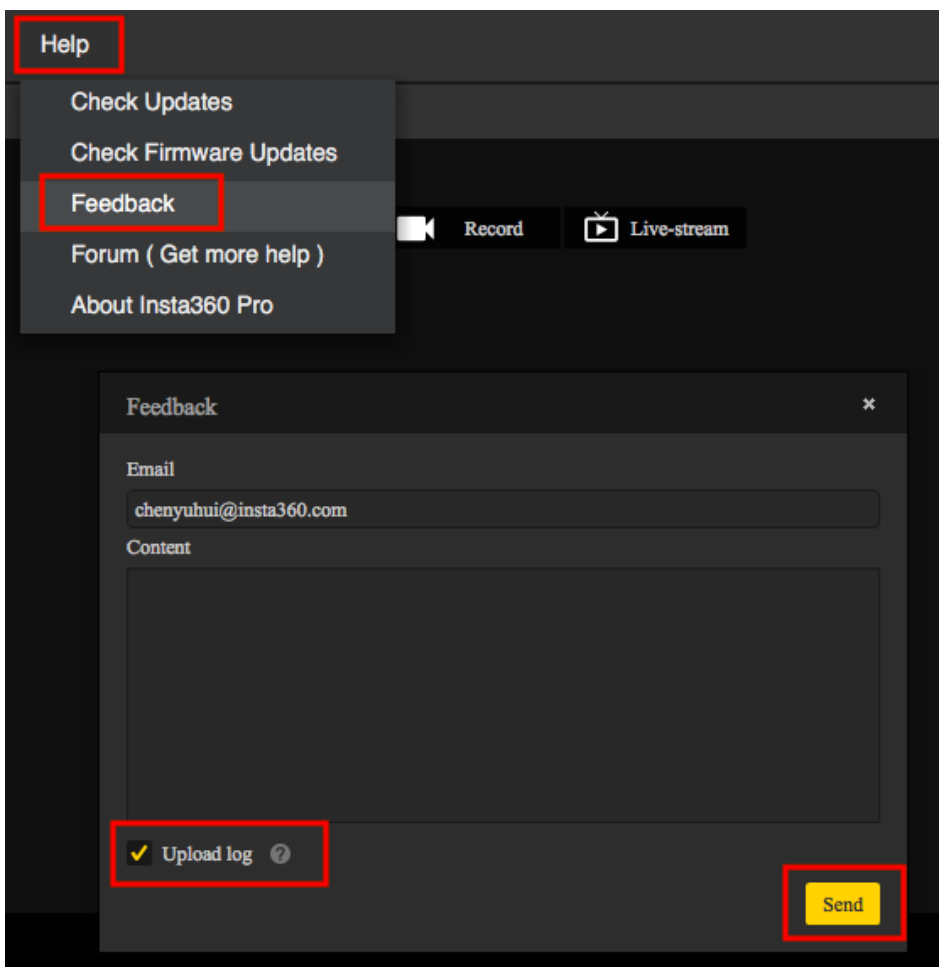 Help
Check Updates
Check Firmware Updates
Feedback
Record
Live-stream
Forum ( Get more help )
About Insta360 Pro
Feedback
Email
chenyuhui@insta360.com
Content
Upload log
Send